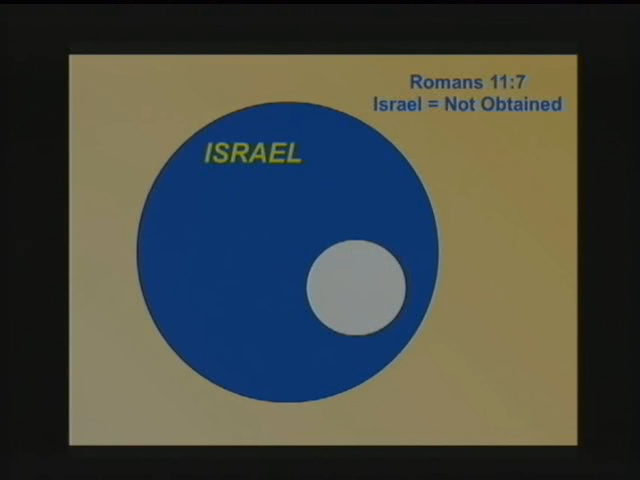 Romans 11:7
Israel = Not Obtained
ISRAEL